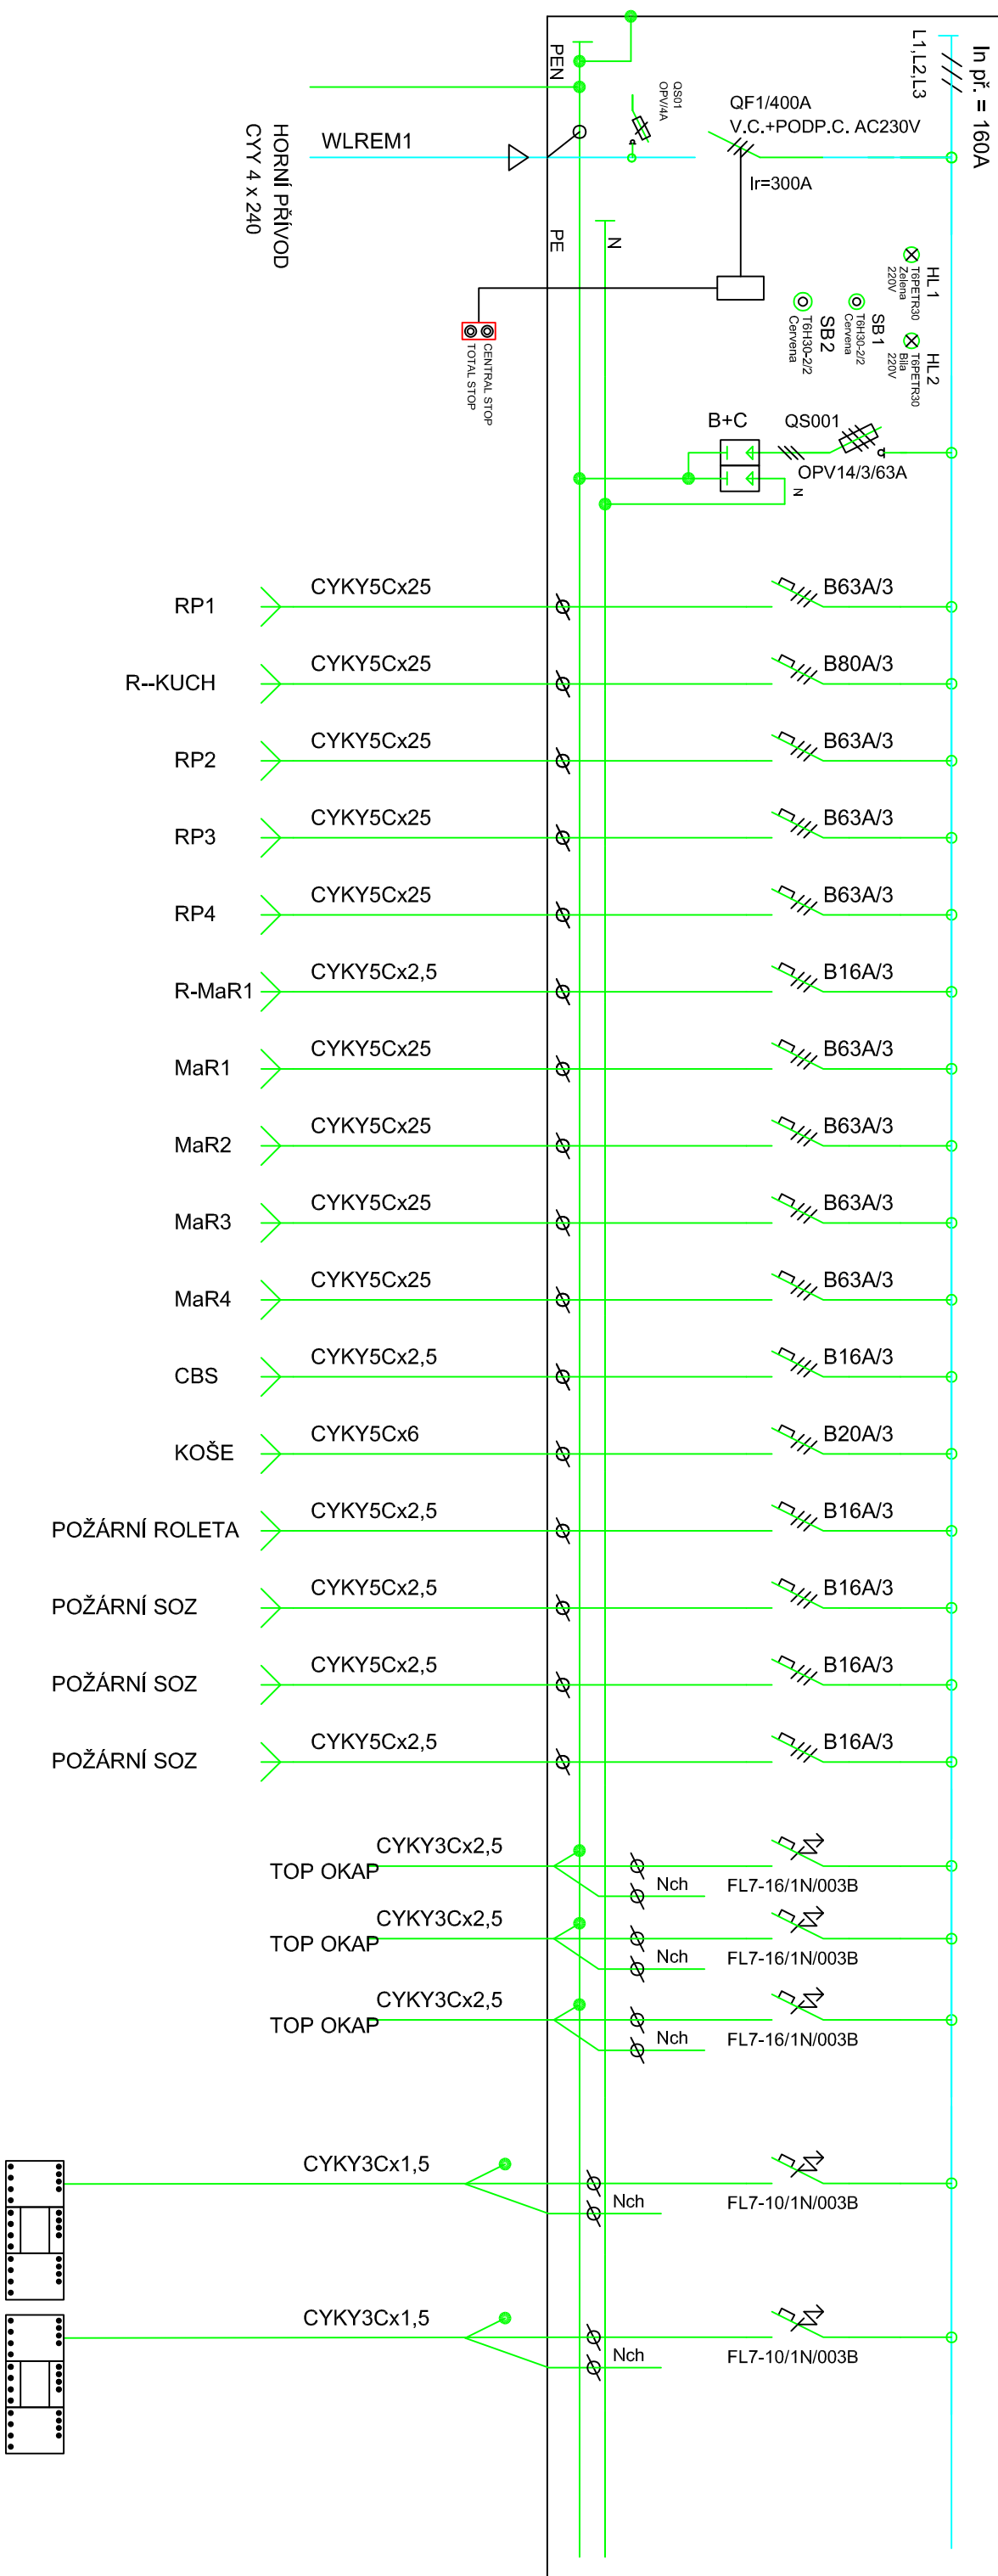 In př. = 160A
L1,L2,L3
PEN
QS01
OPV/4A
QF1/400A
V.C.+PODP.C. AC230V
Ir=300A
WLREM1
HORNÍ PŘÍVOD
CYY 4 x 240
PE
N
HL1
T6PETR30
Zelena
220V
HL2
T6PETR30
Bila
220V
SB1
T6H30-2/2
Cervena
SB2
T6H30-2/2
Cervena
CENTRAL STOP
TOTAL STOP
B+C
QS001
OPV14/3/63A
N
RP1
CYKY5Cx25
B63A/3
R--KUCH
CYKY5Cx25
B80A/3
RP2
CYKY5Cx25
B63A/3
RP3
CYKY5Cx25
B63A/3
RP4
CYKY5Cx25
B63A/3
R-MaR1
CYKY5Cx2,5
B16A/3
MaR1
CYKY5Cx25
B63A/3
MaR2
CYKY5Cx25
B63A/3
MaR3
CYKY5Cx25
B63A/3
MaR4
CYKY5Cx25
B63A/3
CBS
CYKY5Cx2,5
B16A/3
KOŠE
CYKY5Cx6
B20A/3
POŽÁRNÍ ROLETA
CYKY5Cx2,5
B16A/3
POŽÁRNÍ SOZ
CYKY5Cx2,5
B16A/3
POŽÁRNÍ SOZ
CYKY5Cx2,5
B16A/3
POŽÁRNÍ SOZ
CYKY5Cx2,5
B16A/3
CYKY3Cx2,5
TOP OKAP
Nch
FL7-16/1N/003B
CYKY3Cx2,5
TOP OKAP
Nch
FL7-16/1N/003B
CYKY3Cx2,5
TOP OKAP
Nch
FL7-16/1N/003B
CYKY3Cx1,5
Nch
FL7-10/1N/003B
CYKY3Cx1,5
Nch
FL7-10/1N/003B